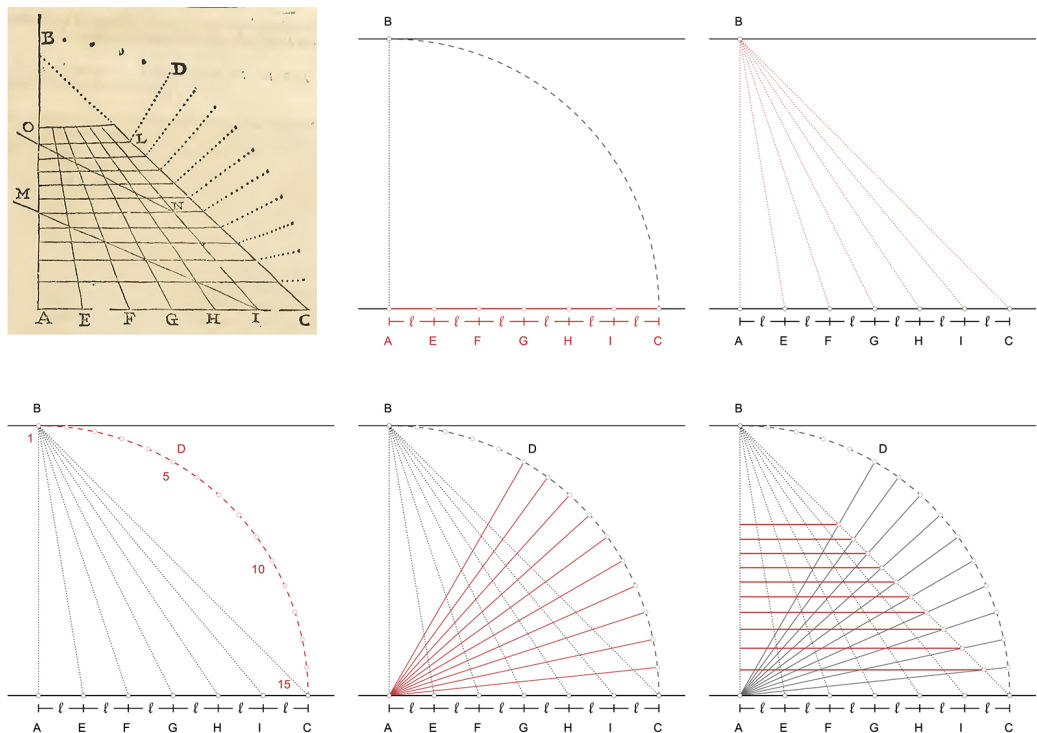 B
D
O
L
M
N
A E F G H I C
B
ℓ ℓ ℓ ℓ ℓ ℓ
A E F G H I C
B
ℓ ℓ ℓ ℓ ℓ ℓ
A E F G H I C
B
1
D
5
10
15
ℓ ℓ ℓ ℓ ℓ ℓ
A E F G H I C
B
D
ℓ ℓ ℓ ℓ ℓ ℓ
A E F G H I C
B
D
ℓ ℓ ℓ ℓ ℓ ℓ
A E F G H I C